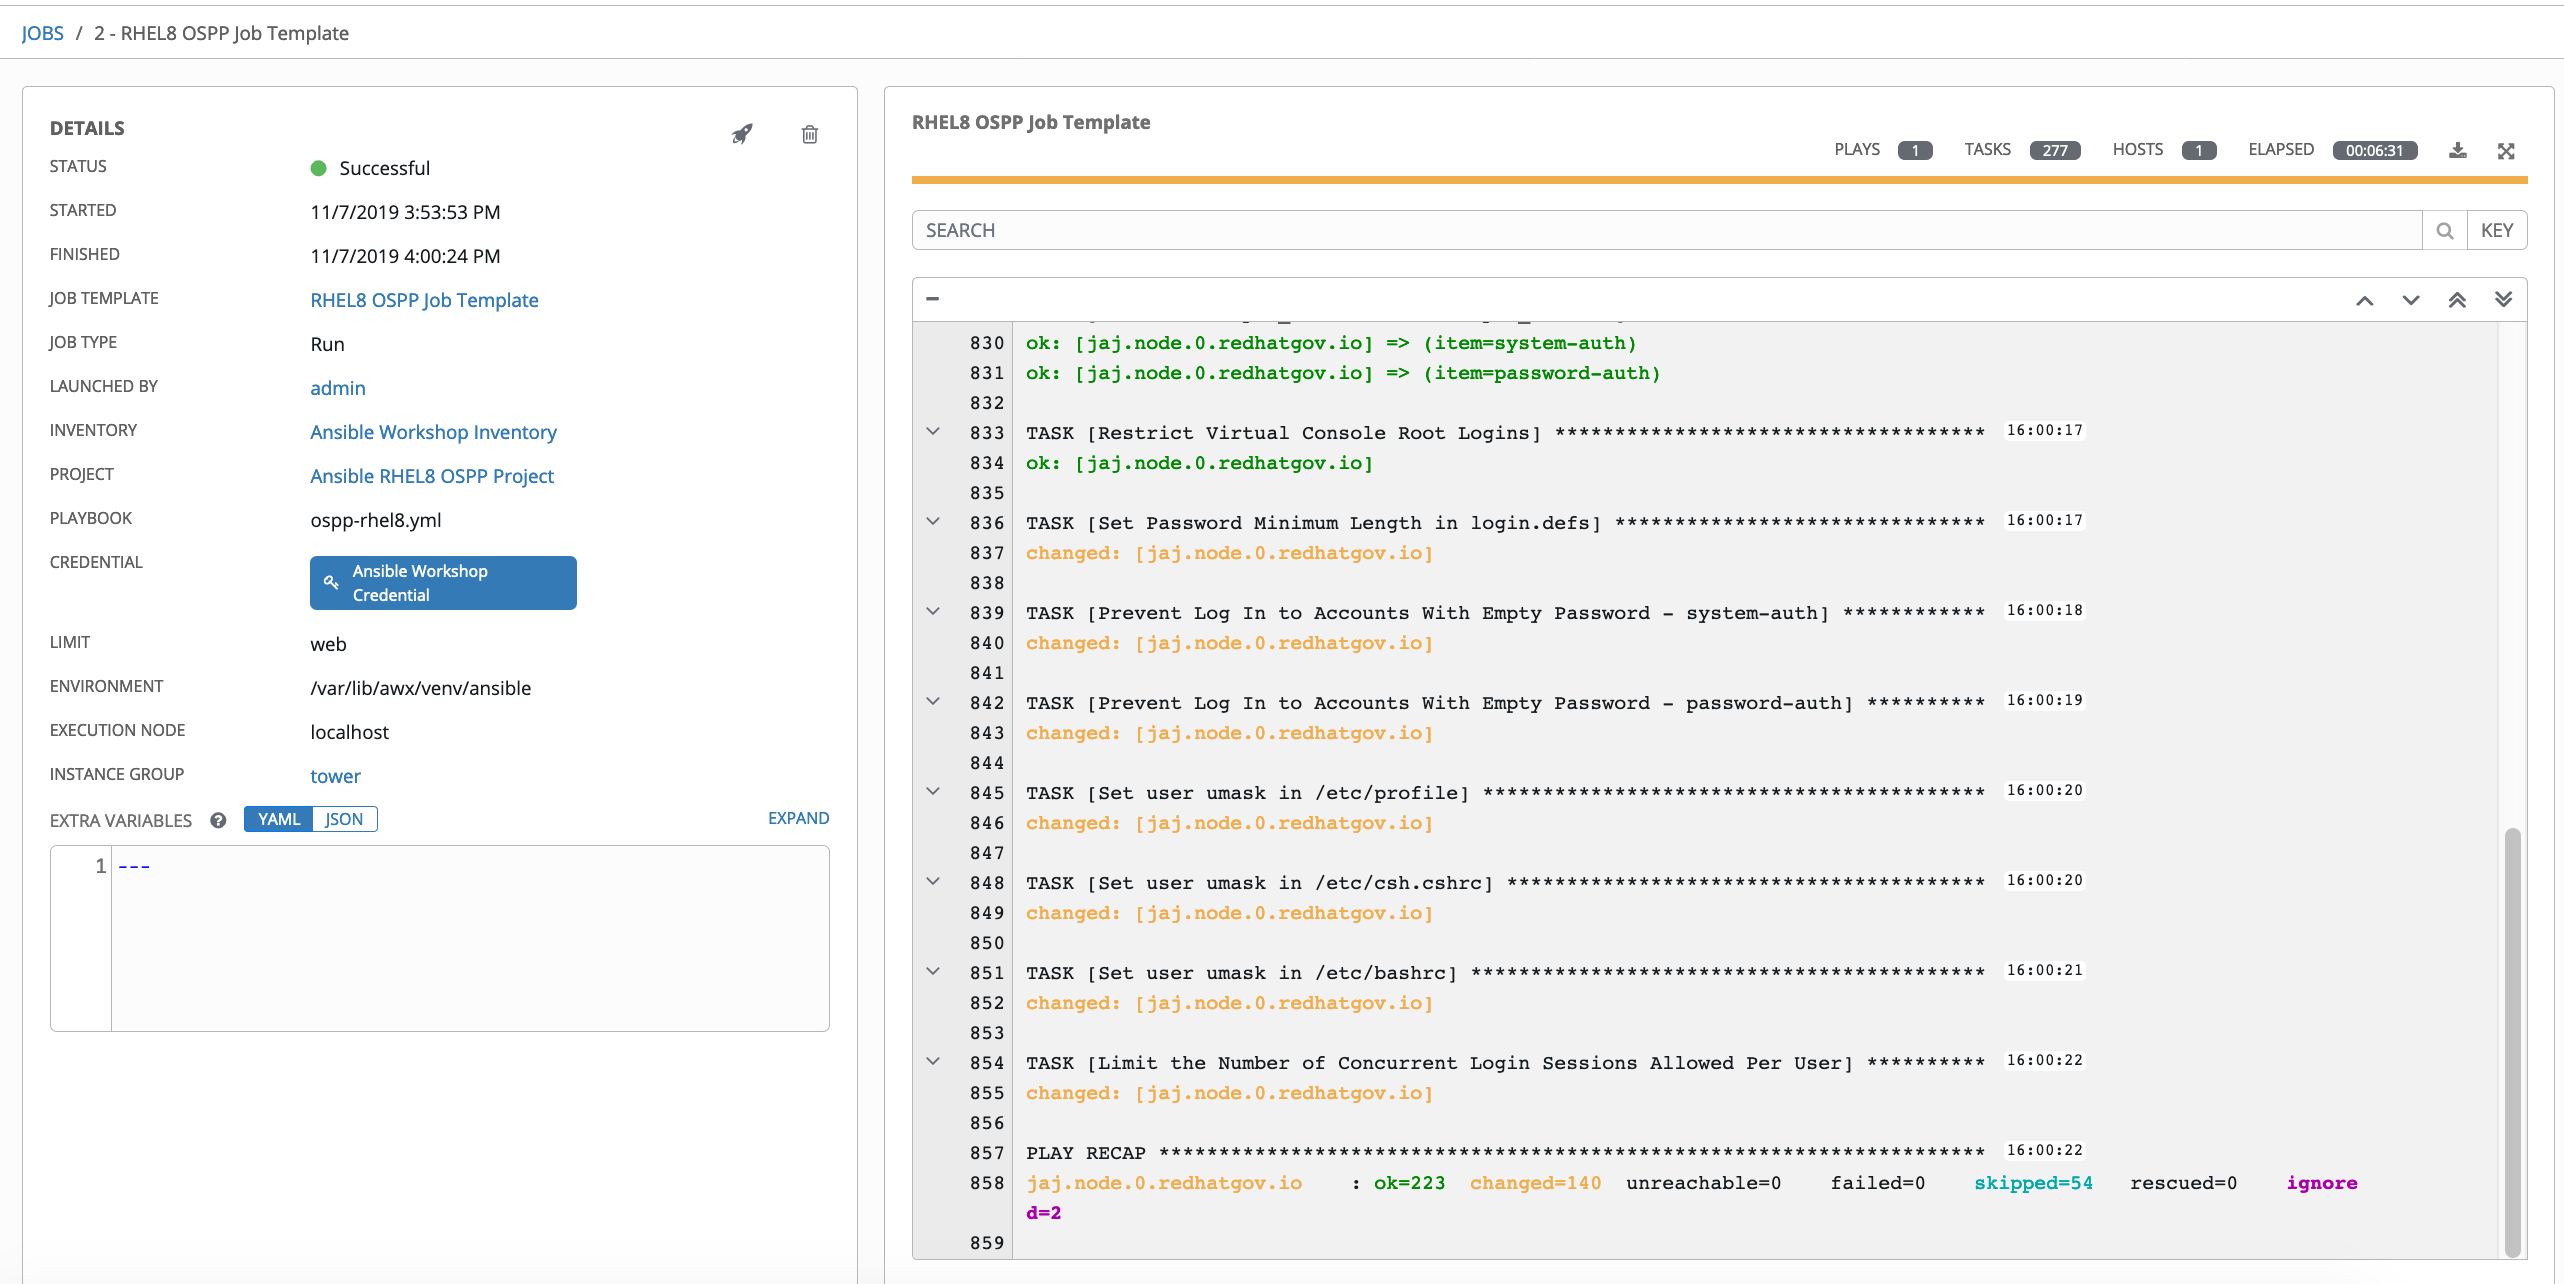 JOBS / 2 - RHEL8 OSPP Job Template
DETAILS
STATUS Successful
STARTED 11/7/2019 3:53:53 PM
FINISHED 11/7/2019 4:00:24 PM
JOB TEMPLATE RHEL8 OSPP Job Template
JOB TYPE Run
LAUNCHED BY admin
INVENTORY Ansible Workshop Inventory
PROJECT Ansible RHEL8 OSPP Project
PLAYBOOK ospp-rhel8.yml
CREDENTIAL Ansible Workshop
Credential
LIMIT web
ENVIRONMENT /var/lib/awx/venv/ansible
EXECUTION NODE localhost
INSTANCE GROUP tower
EXTRA VARIABLES ? YAML JSON EXPAND
1 ---
RHEL8 OSPP Job Template
PLAYS 1 TASKS 277 HOSTS 1 ELAPSED 00:06:31
SEARCH KEY
830 ok: [jaj.node.0.redhatgov.io] => (item=system-auth)
831 ok: [jaj.node.0.redhatgov.io] => (item=password-auth)
832
833 TASK [Restrict Virtual Console Root Logins] ************************************ 16:00:17
834 ok: [jaj.node.0.redhatgov.io]
835
836 TASK [Set Password Minimum Length in login.defs] ******************************* 16:00:17
837 changed: [jaj.node.0.redhatgov.io]
838
839 TASK [Prevent Log In to Accounts With Empty Password - system-auth] ************ 16:00:18
840 changed: [jaj.node.0.redhatgov.io]
841
842 TASK [Prevent Log In to Accounts With Empty Password - password-auth] ********** 16:00:19
843 changed: [jaj.node.0.redhatgov.io]
844
845 TASK [Set user umask in /etc/profile] ****************************************** 16:00:20
846 changed: [jaj.node.0.redhatgov.io]
847
848 TASK [Set user umask in /etc/csh.cshrc] **************************************** 16:00:20
849 changed: [jaj.node.0.redhatgov.io]
850
851 TASK [Set user umask in /etc/bashrc] ******************************************* 16:00:21
852 changed: [jaj.node.0.redhatgov.io]
853
854 TASK [Limit the Number of Concurrent Login Sessions Allowed Per User] ********** 16:00:22
855 changed: [jaj.node.0.redhatgov.io]
856
857 PLAY RECAP ********************************************************************* 16:00:22
858 jaj.node.0.redhatgov.io : ok=223 changed=140 unreachable=0 failed=0 skipped=54 rescued=0 ignore
d=2
859